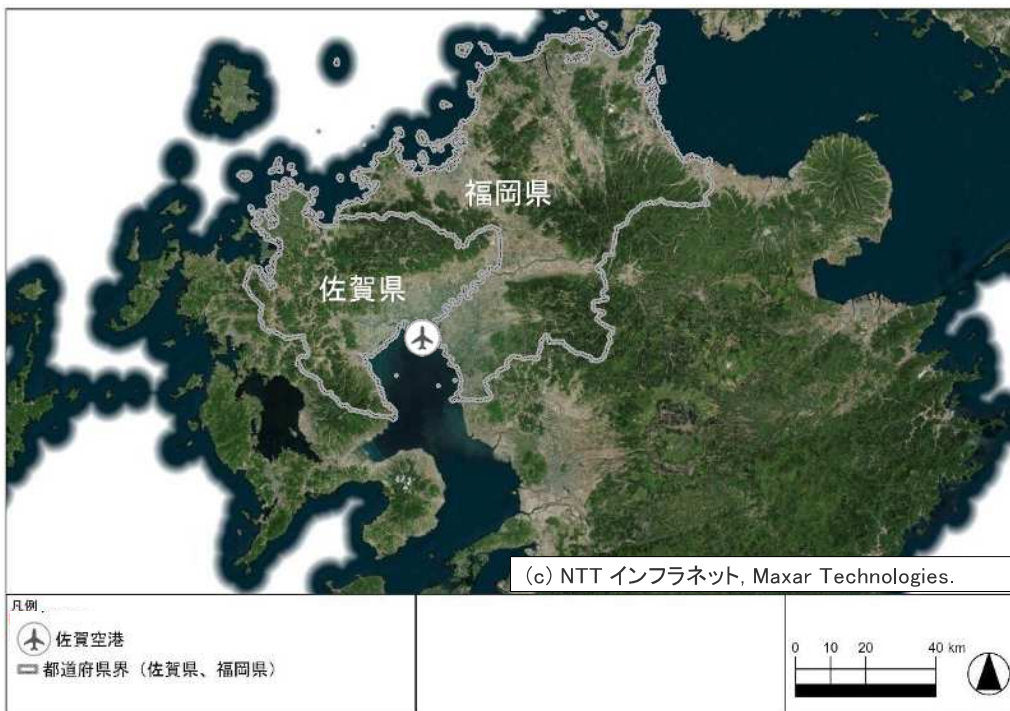 福岡県
佐賀県
(c) NTT インフラネット, Maxar Technologies.
凡例
佐賀空港
都道府県界（佐賀県、福岡県）
0 10 20 40 km